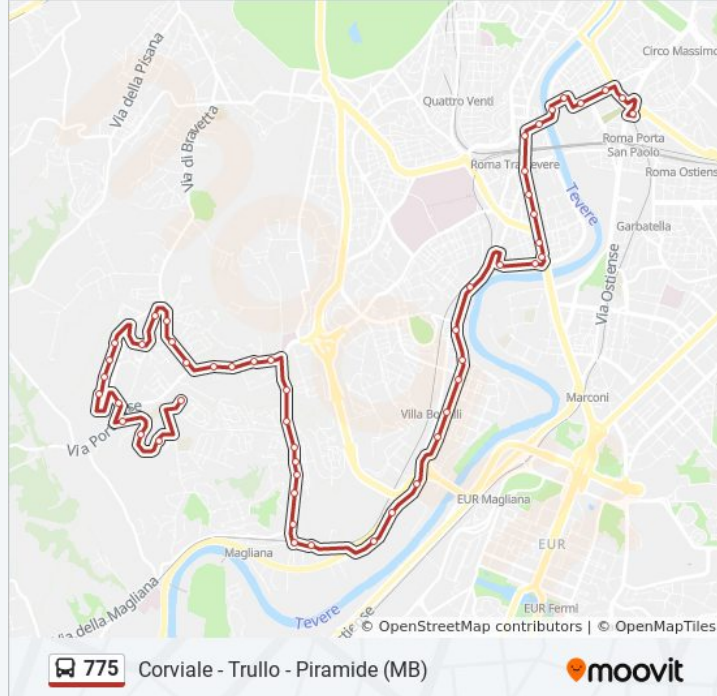 Circo Massimo
Via della Pisana
Quattro Venti
Via di Bravetta
Roma Porta
San Paolo
Roma Trastevere
Roma Ostiens
Tevere
Garbatella
Via Ostiense
Marconi
Via Portuense
Villa Bonelli
EUR Magliana
EUR
Magliana
Tevere
EUR Fermi
Via della Magliana
© OpenStreetMap contributors | © OpenMapTiles
775 Corviale - Trullo - Piramide (MB)
moovit